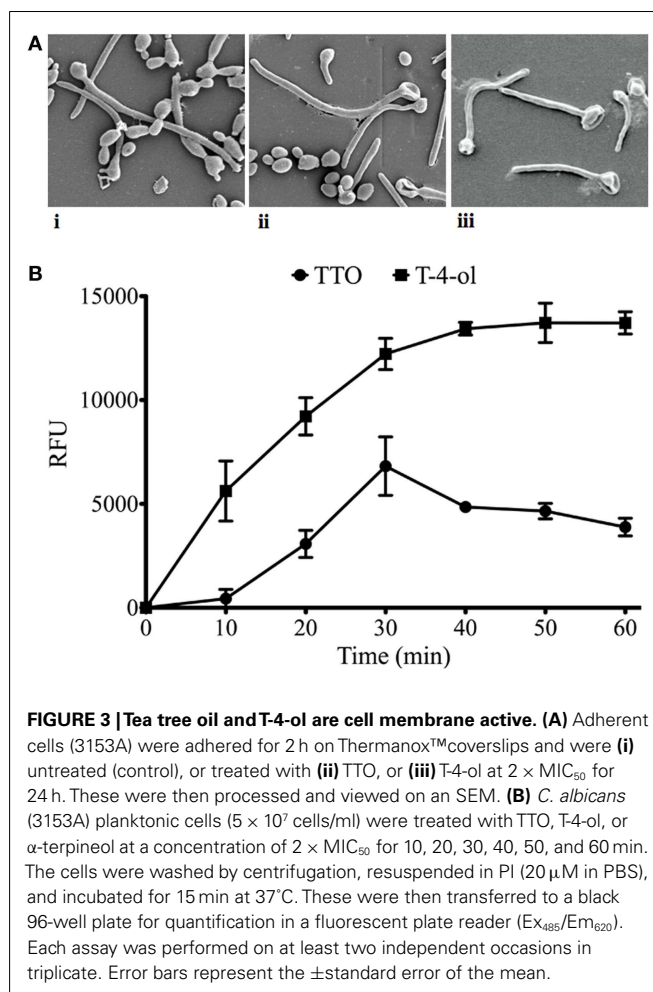 A
i
ii
iii
B
TTO T-4-ol
15000
10000
5000
0
RFU
0 10 20 30 40 50 60
Time (min)
FIGURE 3 | Tea tree oil and T-4-ol are cell membrane active. (A) Adherent
cells (3153A) were adhered for 2 h on Thermanox™coverslips and were (i)
untreated (control), or treated with (ii) TTO, or (iii) T-4-ol at 2 × MIC₅₀ for
24 h. These were then processed and viewed on an SEM. (B) C. albicans
(3153A) planktonic cells (5 × 10⁷ cells/ml) were treated with TTO, T-4-ol, or
α-terpineol at a concentration of 2 × MIC₅₀ for 10, 20, 30, 40, 50, and 60 min.
The cells were washed by centrifugation, resuspended in PI (20 μM in PBS),
and incubated for 15 min at 37˚C. These were then transferred to a black
96-well plate for quantification in a fluorescent plate reader (Ex₄₈₅/Em₆₂₀).
Each assay was performed on at least two independent occasions in
triplicate. Error bars represent the ±standard error of the mean.